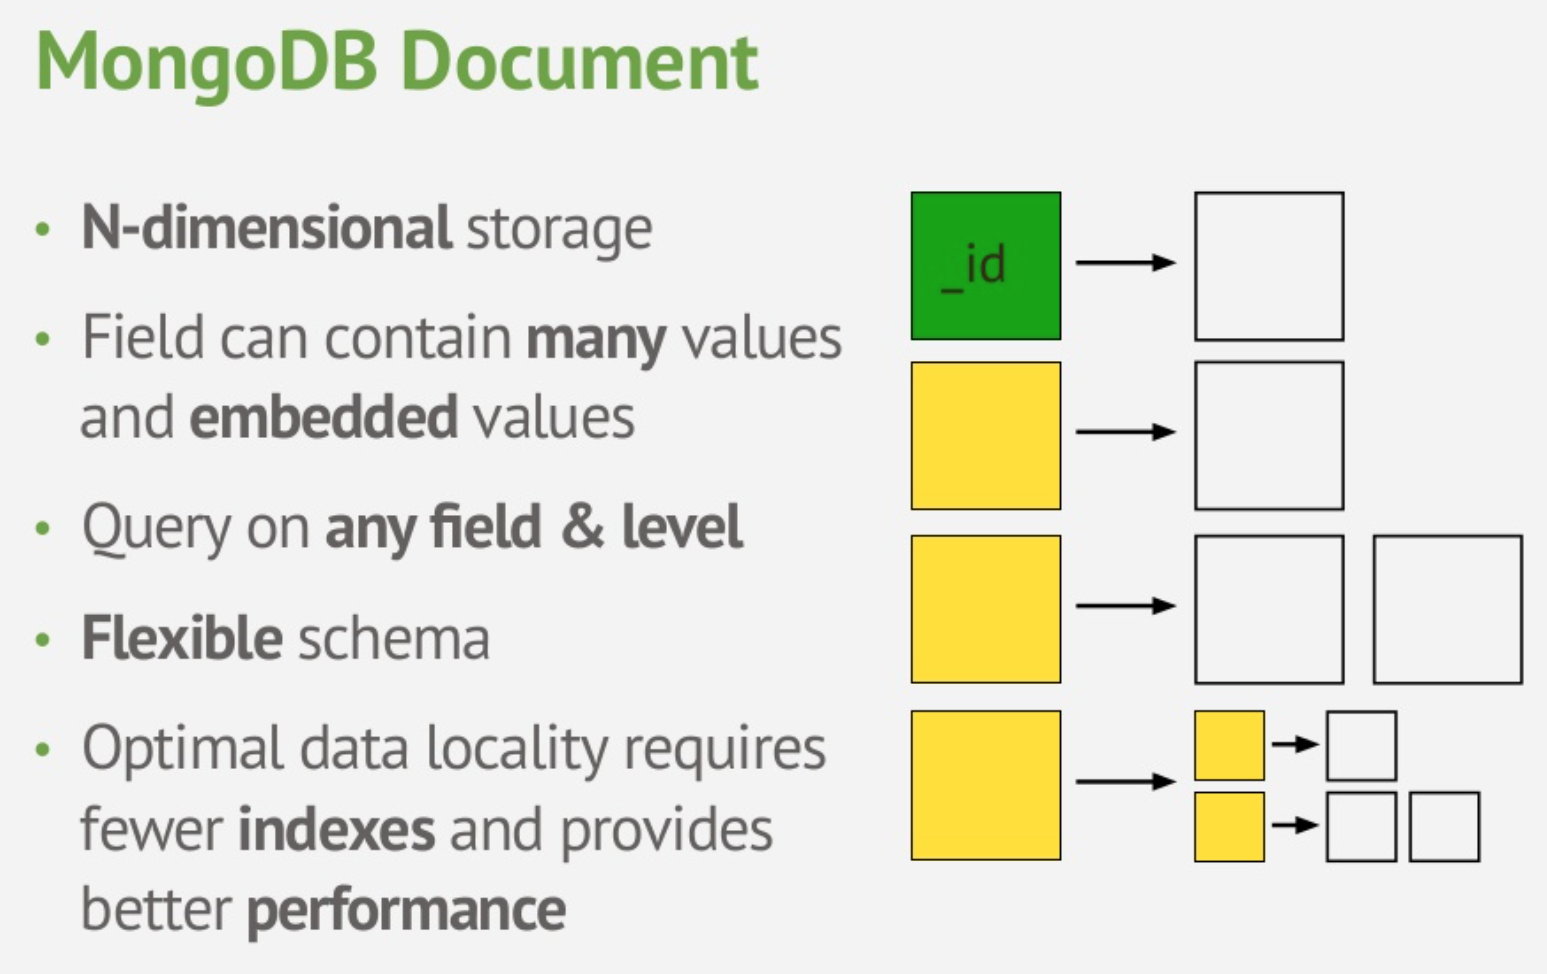 MongoDB Document
• N-dimensional storage
• Field can contain many values
and embedded values
• Query on any field & level
• Flexible schema
• Optimal data locality requires
fewer indexes and provides
better performance
_id